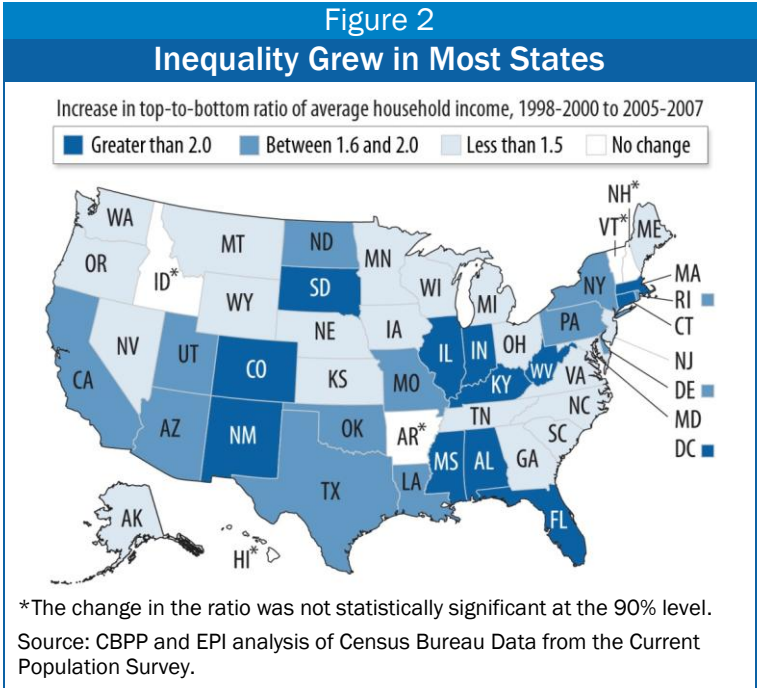 Figure 2
Inequality Grew in Most States
Increase in top-to-bottom ratio of average household income, 1998-2000 to 2005-2007
Greater than 2.0 Between 1.6 and 2.0 Less than 1.5 No change
NH*
WA
VT* ME
MT ND
MN
OR
MA
ID* SD WI NY
RI
WY MI
CT
PA
IA
NE
NV OH NJ
UT IL IN
CO WV VA DE
CA KS MO KY
MD
NC
TN
AZ OK
NM AR* SC DC
MS AL GA
LA
TX
AK FL
HI*
*The change in the ratio was not statistically significant at the 90% level.
Source: CBPP and EPI analysis of Census Bureau Data from the Current
Population Survey.